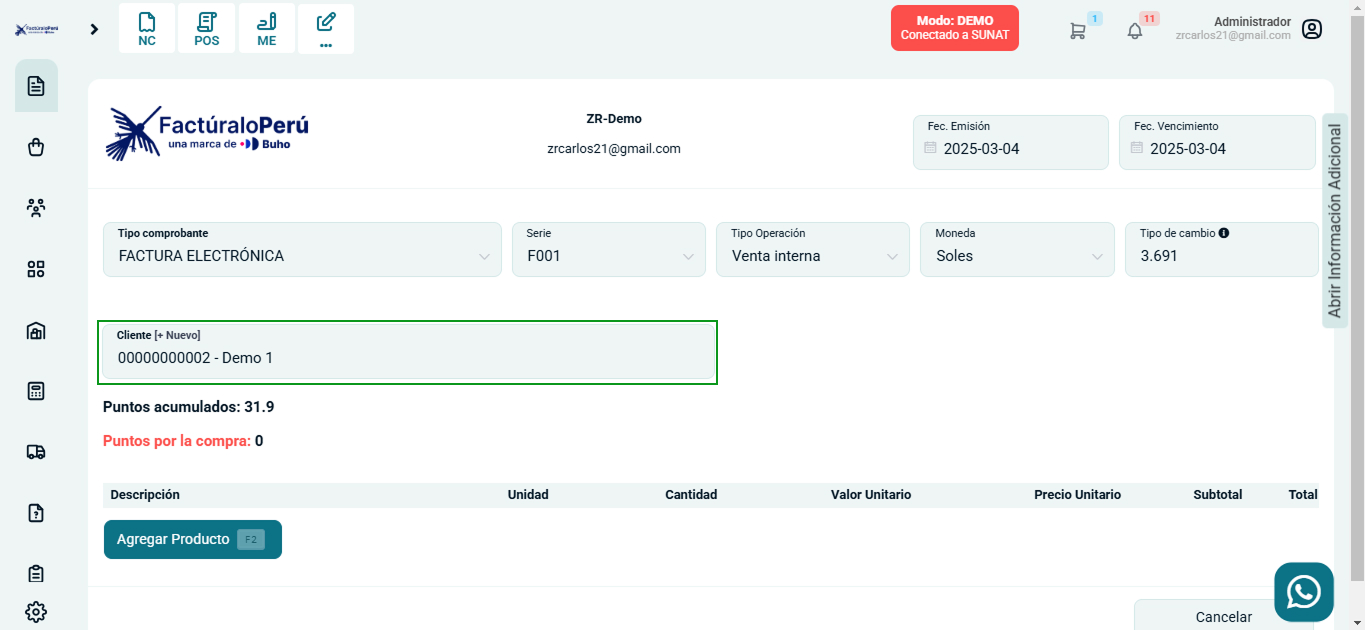 FactúraloPerú
NC
POS
ME
...
Modo: DEMO
Conectado a SUNAT
1
11
Administrador
zrcarlos21@gmail.com
FactúraloPerú
una marca de Buho
ZR-Demo
zrcarlos21@gmail.com
Fec. Emisión
2025-03-04
Fec. Vencimiento
2025-03-04
Abrir Información Adicional
Tipo comprobante
FACTURA ELECTRÓNICA
Serie
F001
Tipo Operación
Venta interna
Moneda
Soles
Tipo de cambio
3.691
Cliente [+ Nuevo]
00000000002 - Demo 1
Puntos acumulados: 31.9
Puntos por la compra: 0
Descripción Unidad Cantidad Valor Unitario Precio Unitario Subtotal Total
Agregar Producto F2
Cancelar